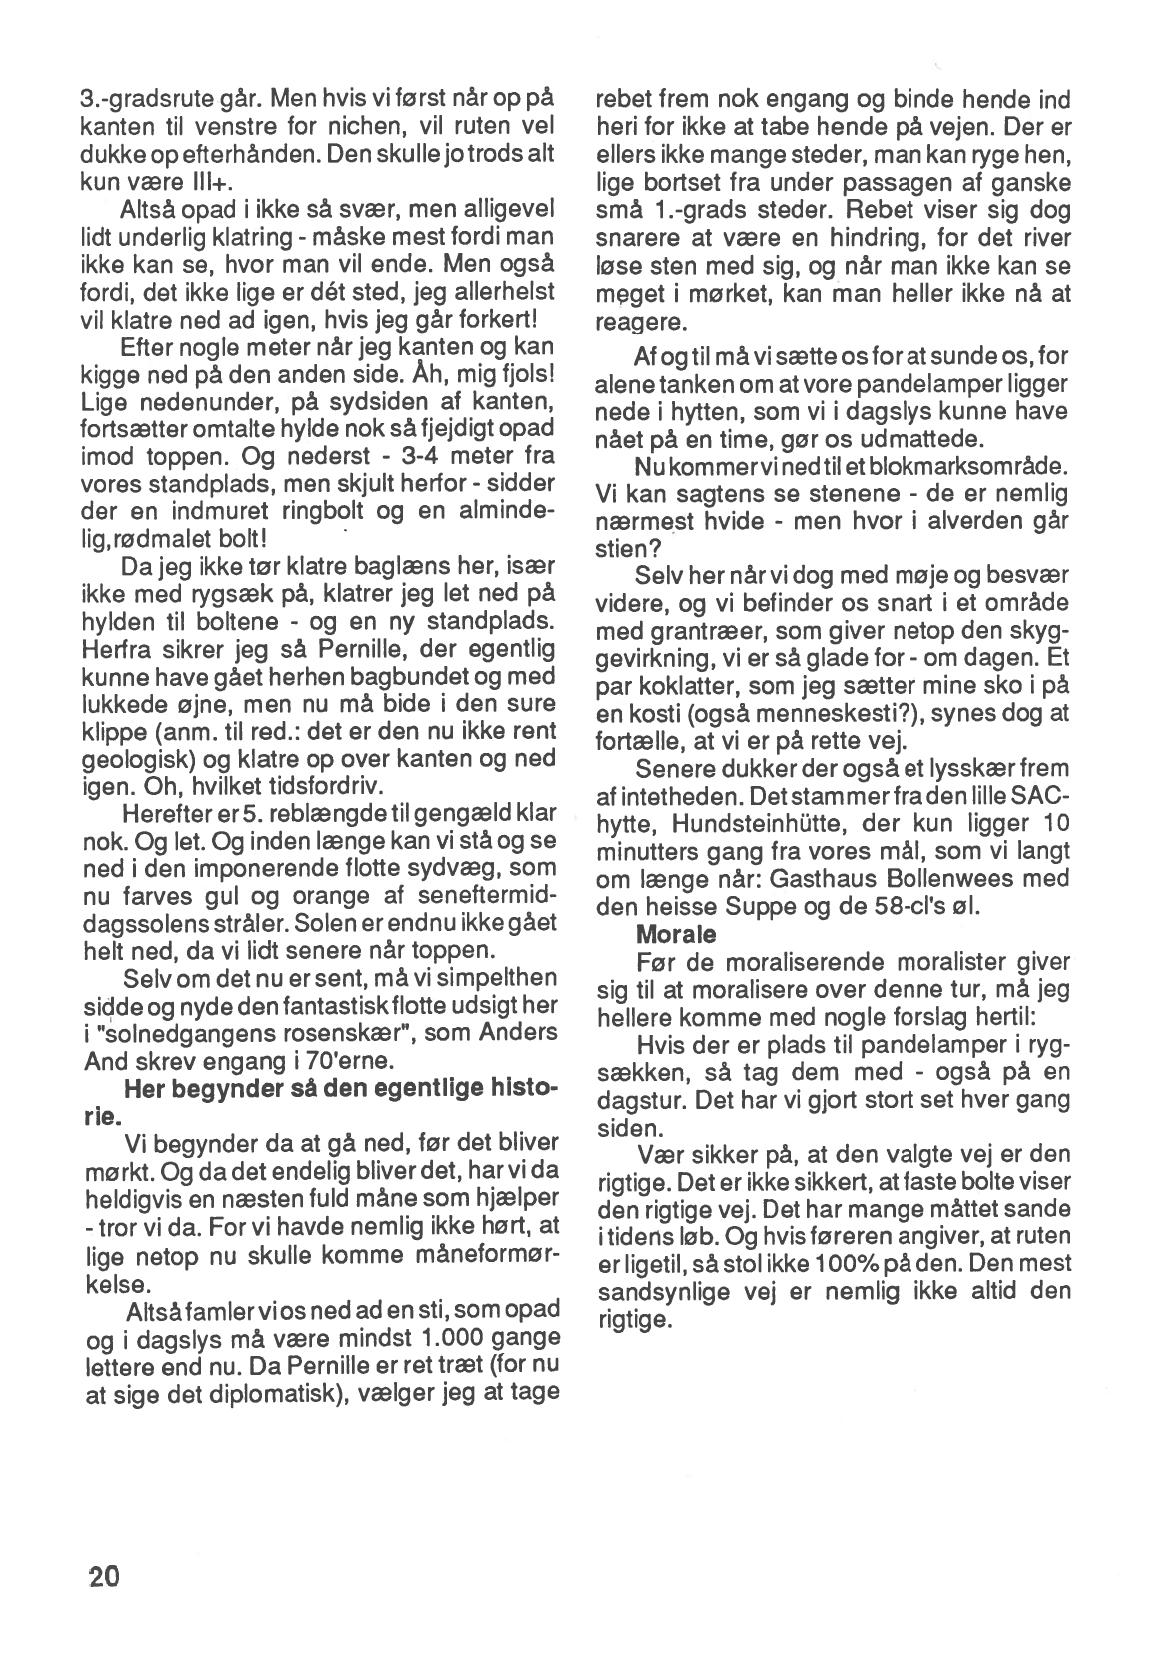 3.-gradsrute går. Men hvis vi først når op på
kanten til venstre for nichen, vil ruten vel
dukke op efterhånden. Den skulle jo trods alt
kun være III+.
Altså opad i ikke så svær, men alligevel
lidt underlig klatring - måske mest fordi man
ikke kan se, hvor man vil ende. Men også
fordi, det ikke lige er dét sted, jeg allerhelst
vil klatre ned ad igen, hvis jeg går forkert!
Efter nogle meter når jeg kanten og kan
kigge ned på den anden side. Åh, mig fjols!
Lige nedenunder, på sydsiden af kanten,
fortsætter omtalte hylde nok så fjejdigt opad
imod toppen. Og nederst - 3-4 meter fra
vores standplads, men skjult herfor - sidder
der en indmuret ringbolt og en alminde-
lig,rødmalet bolt!
Da jeg ikke tør klatre baglæns her, især
ikke med rygsæk på, klatrer jeg let ned på
hylden til boltene - og en ny standplads.
Herfra sikrer jeg så Pernille, der egentlig
kunne have gået herhen bagbundet og med
lukkede øjne, men nu må bide i den sure
klippe (anm. til red.: det er den nu ikke rent
geologisk) og klatre op over kanten og ned
igen. Oh, hvilket tidsfordriv.
Herefter er 5. reblængde til gengæld klar
nok. Og let. Og inden længe kan vi stå og se
ned i den imponerende flotte sydvæg, som
nu farves gul og orange af seneftermid-
dagssolens stråler. Solen er endnu ikke gået
helt ned, da vi lidt senere når toppen.
Selv om det nu er sent, må vi simpelthen
sidde og nyde den fantastisk flotte udsigt her
i "solnedgangens rosenskær", som Anders
And skrev engang i 70'erne.
Her begynder så den egentlige histo-
rie.
Vi begynder da at gå ned, før det bliver
mørkt. Og da det endelig bliver det, har vi da
heldigvis en næsten fuld måne som hjælper
- tror vi da. For vi havde nemlig ikke hørt, at
lige netop nu skulle komme måneformør-
kelse.
Altså famler vi os ned ad en sti, som opad
og i dagslys må være mindst 1.000 gange
lettere end nu. Da Pernille er ret træt (for nu
at sige det diplomatisk), vælger jeg at tage
rebet frem nok engang og binde hende ind
heri for ikke at tabe hende på vejen. Der er
ellers ikke mange steder, man kan ryge hen,
lige bortset fra under passagen af ganske
små 1.-grads steder. Rebet viser sig dog
snarere at være en hindring, for det river
løse sten med sig, og når man ikke kan se
meget i mørket, kan man heller ikke nå at
reagere.
Af og til må vi sætte os for at sunde os, for
alene tanken om at vore pandelamper ligger
nede i hytten, som vi i dagslys kunne have
nået på en time, gør os udmattede.
Nu kommer vi ned til et blokmarksområde.
Vi kan sagtens se stenene - de er nemlig
nærmest hvide - men hvor i alverden går
stien?
Selv her når vi dog med møje og besvær
videre, og vi befinder os snart i et område
med grantræer, som giver netop den skyg-
gevirkning, vi er så glade for - om dagen. Et
par koklatter, som jeg sætter mine sko i på
en kosti (også menneskesti?), synes dog at
fortælle, at vi er på rette vej.
Senere dukker der også et lysskær frem
af intetheden. Det stammer fra den lille SAC-
hytte, Hundsteinhütte, der kun ligger 10
minutters gang fra vores mål, som vi langt
om længe når: Gasthaus Bollenwees med
den heisse Suppe og de 58-cl's øl.
Morale
Før de moraliserende moralister giver
sig til at moralisere over denne tur, må jeg
hellere komme med nogle forslag hertil:
Hvis der er plads til pandelamper i ryg-
sækken, så tag dem med - også på en
dagstur. Det har vi gjort stort set hver gang
siden.
Vær sikker på, at den valgte vej er den
rigtige. Det er ikke sikkert, at faste bolte viser
den rigtige vej. Det har mange måttet sande
i tidens løb. Og hvis føreren angiver, at ruten
er ligetil, så stol ikke 100% på den. Den mest
sandsynlige vej er nemlig ikke altid den
rigtige.
20